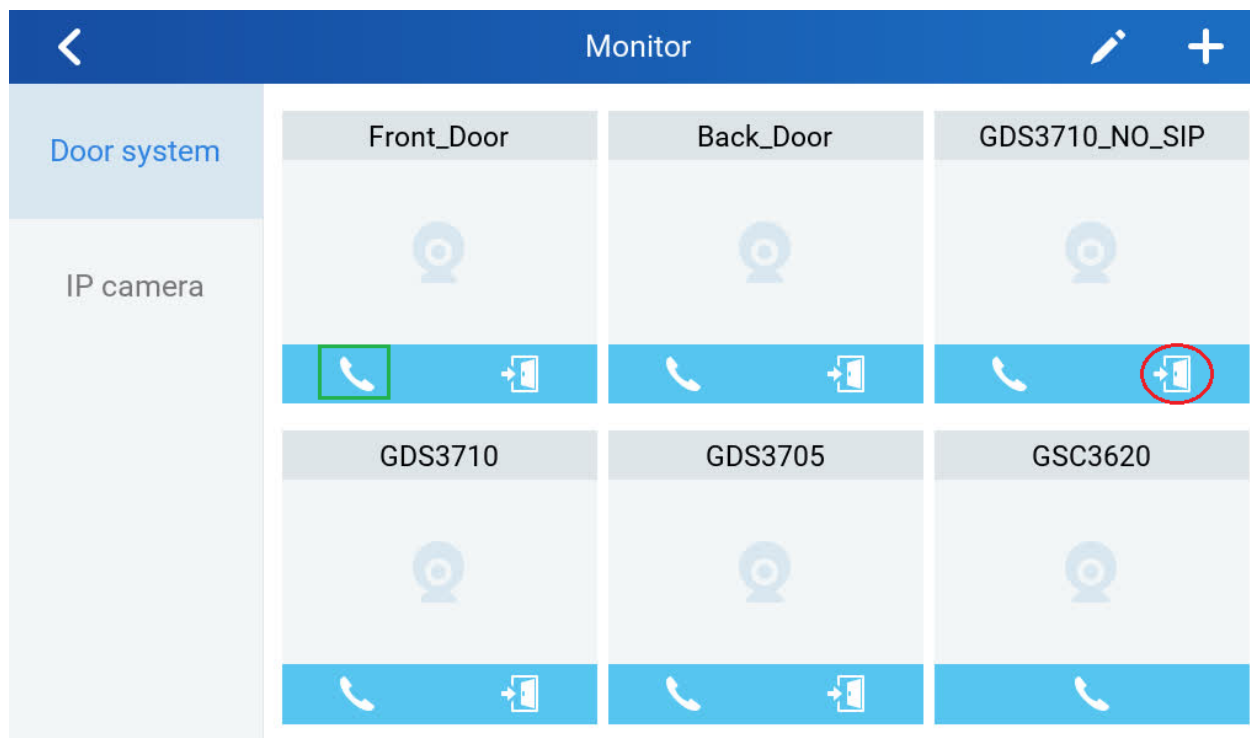 Monitor
Door system
IP camera
Front_Door
Back_Door
GDS3710_NO_SIP
GDS3710
GDS3705
GSC3620